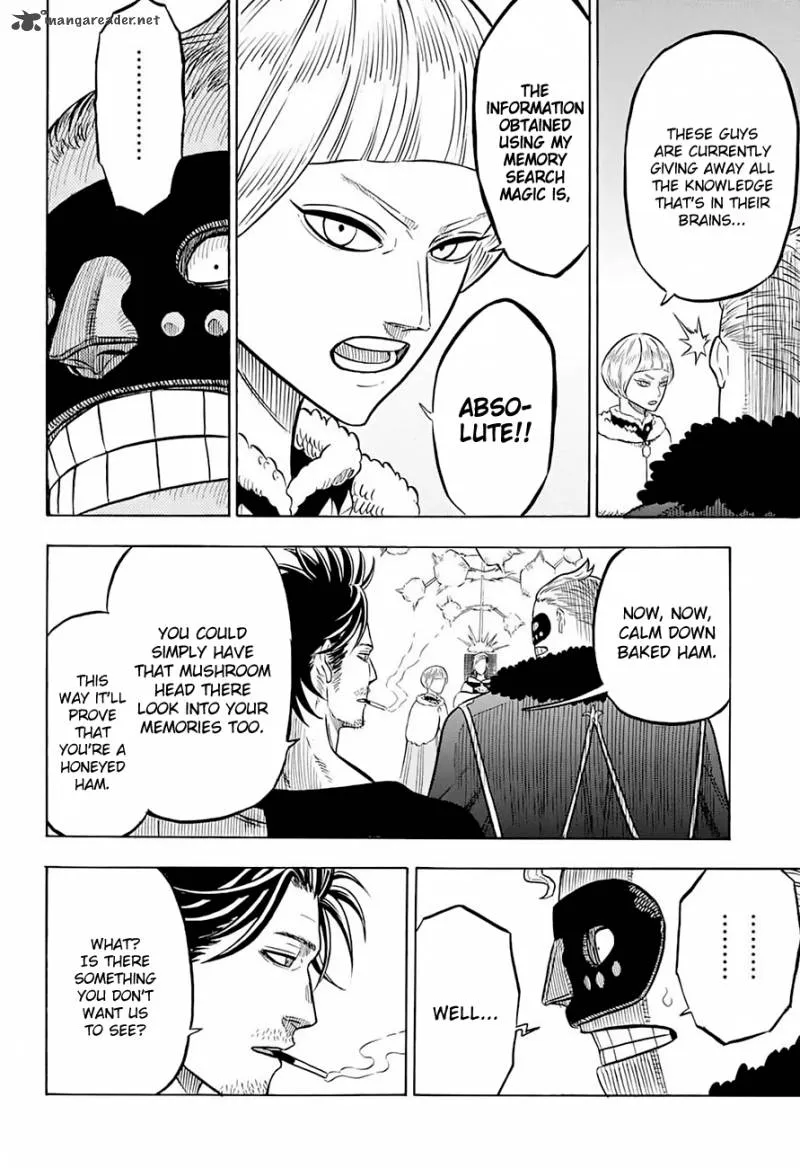 mangareader.net
THESE GUYS
ARE CURRENTLY
GIVING AWAY ALL
THE KNOWLEDGE
THAT'S IN THEIR
BRAINS...
THE
INFORMATION
OBTAINED
USING MY
MEMORY
SEARCH
MAGIC IS,
ABSO-
LUTE!!
.........
NOW, NOW,
CALM DOWN
BAKED HAM.
YOU COULD
SIMPLY HAVE
THAT MUSHROOM
HEAD THERE
LOOK INTO YOUR
MEMORIES TOO.
THIS
WAY IT'LL
PROVE THAT
YOU'RE A
HONEYED
HAM.
.......
WELL...
WHAT?
IS THERE
SOMETHING
YOU DON'T
WANT US
TO SEE?